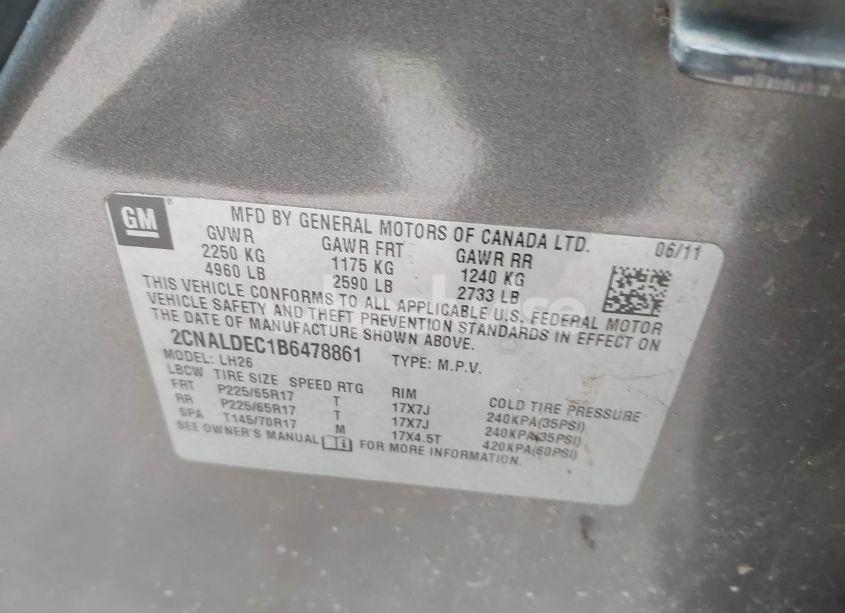 GM
MFD BY GENERAL MOTORS OF CANADA LTD. 06/11
GVWR GAWR FRT GAWR RR
2250 KG 1175 KG 1240 KG
4960 LB 2590 LB 2733 LB
THIS VEHICLE CONFORMS TO ALL APPLICABLE U.S. FEDERAL MOTOR
VEHICLE SAFETY AND THEFT PREVENTION STANDARDS IN EFFECT ON
THE DATE OF MANUFACTURE SHOWN ABOVE.
2CNALDEC1B6478861 TYPE: M.P.V.
MODEL: LH26
LBCW TIRE SIZE SPEED RTG RIM COLD TIRE PRESSURE
FRT P225/65R17 T 17X7J 240KPA(35PSI)
RR P225/65R17 T 17X7J 240KPA(35PSI)
SPA T145/70R17 M 17X4.5T 420KPA(60PSI)
SEE OWNER'S MANUAL FOR MORE INFORMATION.